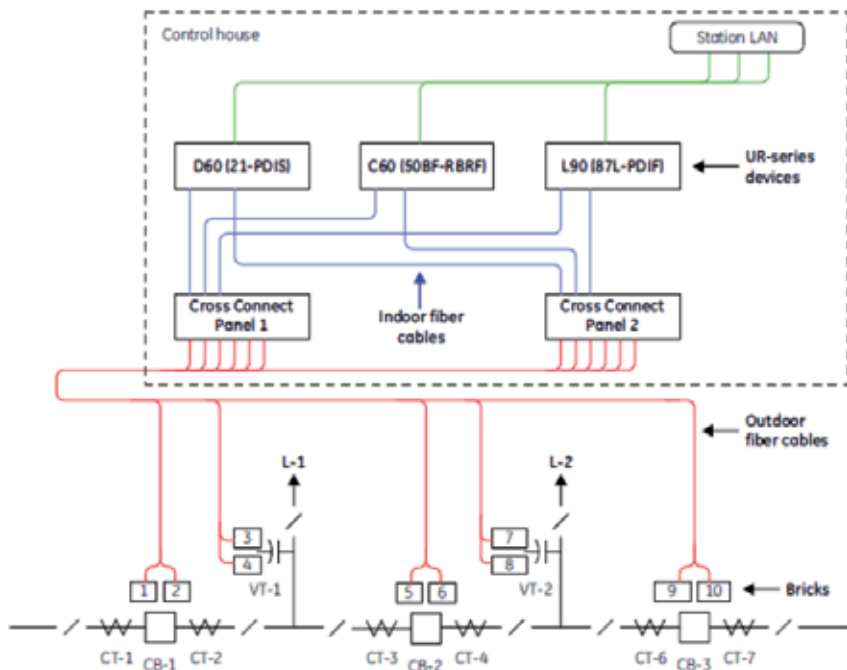 Control house
Station LAN
D60 (21-PDIS)
C60 (50BF-RBRF)
L90 (87L-PDIF)
UR-series
devices
Cross Connect
Panel 1
Indoor fiber
cables
Cross Connect
Panel 2
Outdoor
fiber cables
L-1
L-2
3
4
VT-1
7
8
VT-2
1
2
5
6
9
10
Bricks
CT-1
CB-1
CT-2
CT-3
CB-2
CT-4
CT-6
CB-3
CT-7